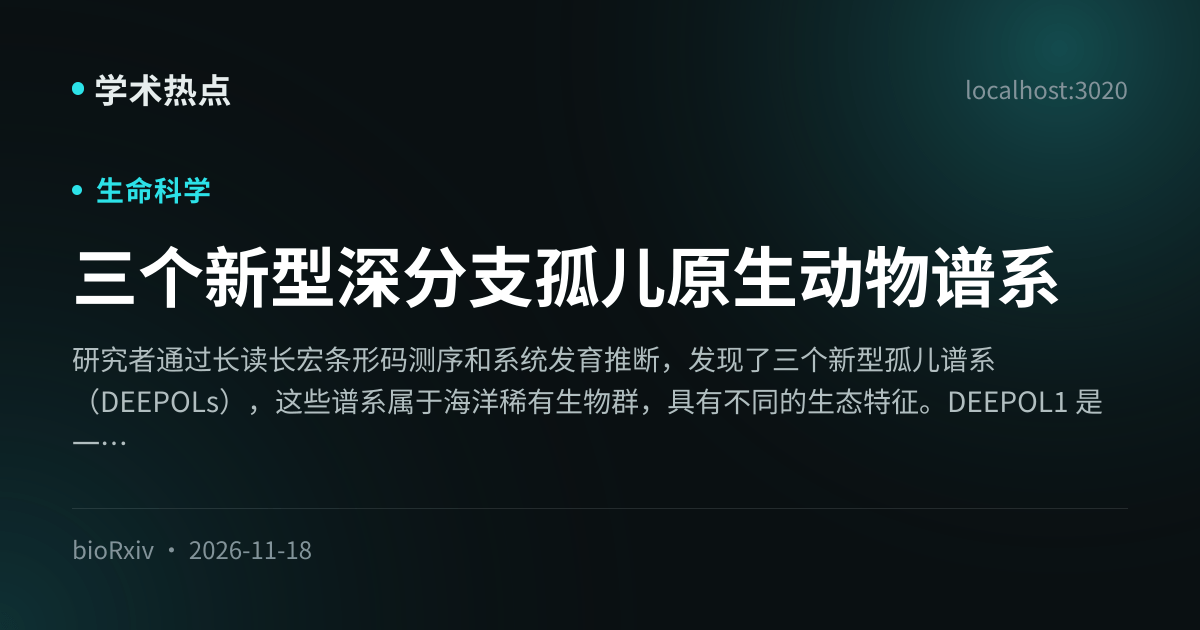 学术热点
localhost:3020
生命科学
三个新型深分支孤儿原生动物谱系
研究者通过长读长宏条形码测序和系统发育推断，发现了三个新型孤儿谱系
（DEEPOLs），这些谱系属于海洋稀有生物群，具有不同的生态特征。DEEPOL1 是
一…
bioRxiv • 2026-11-18